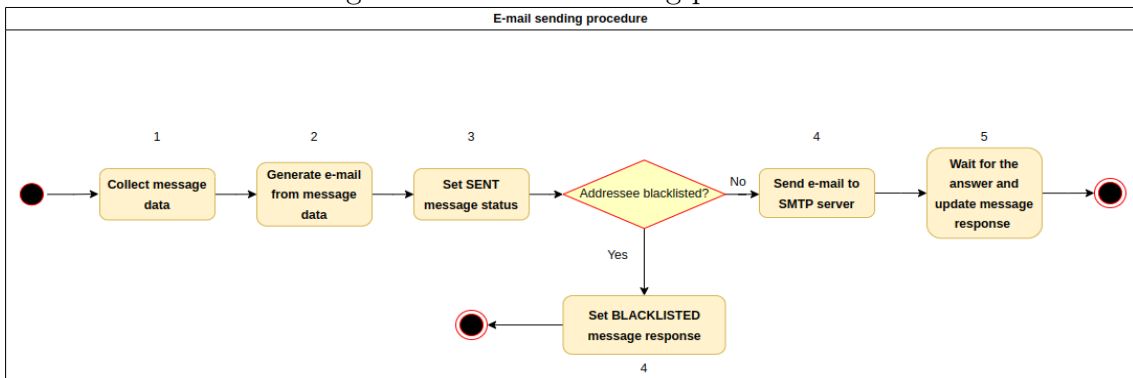 E-mail sending procedure
1
2
3
4
5
Collect message
data
Generate e-mail
from message
data
Set SENT
message status
Addressee blacklisted?
No
Send e-mail to
SMTP server
Wait for the
answer and
update message
response
Yes
Set BLACKLISTED
message response
4